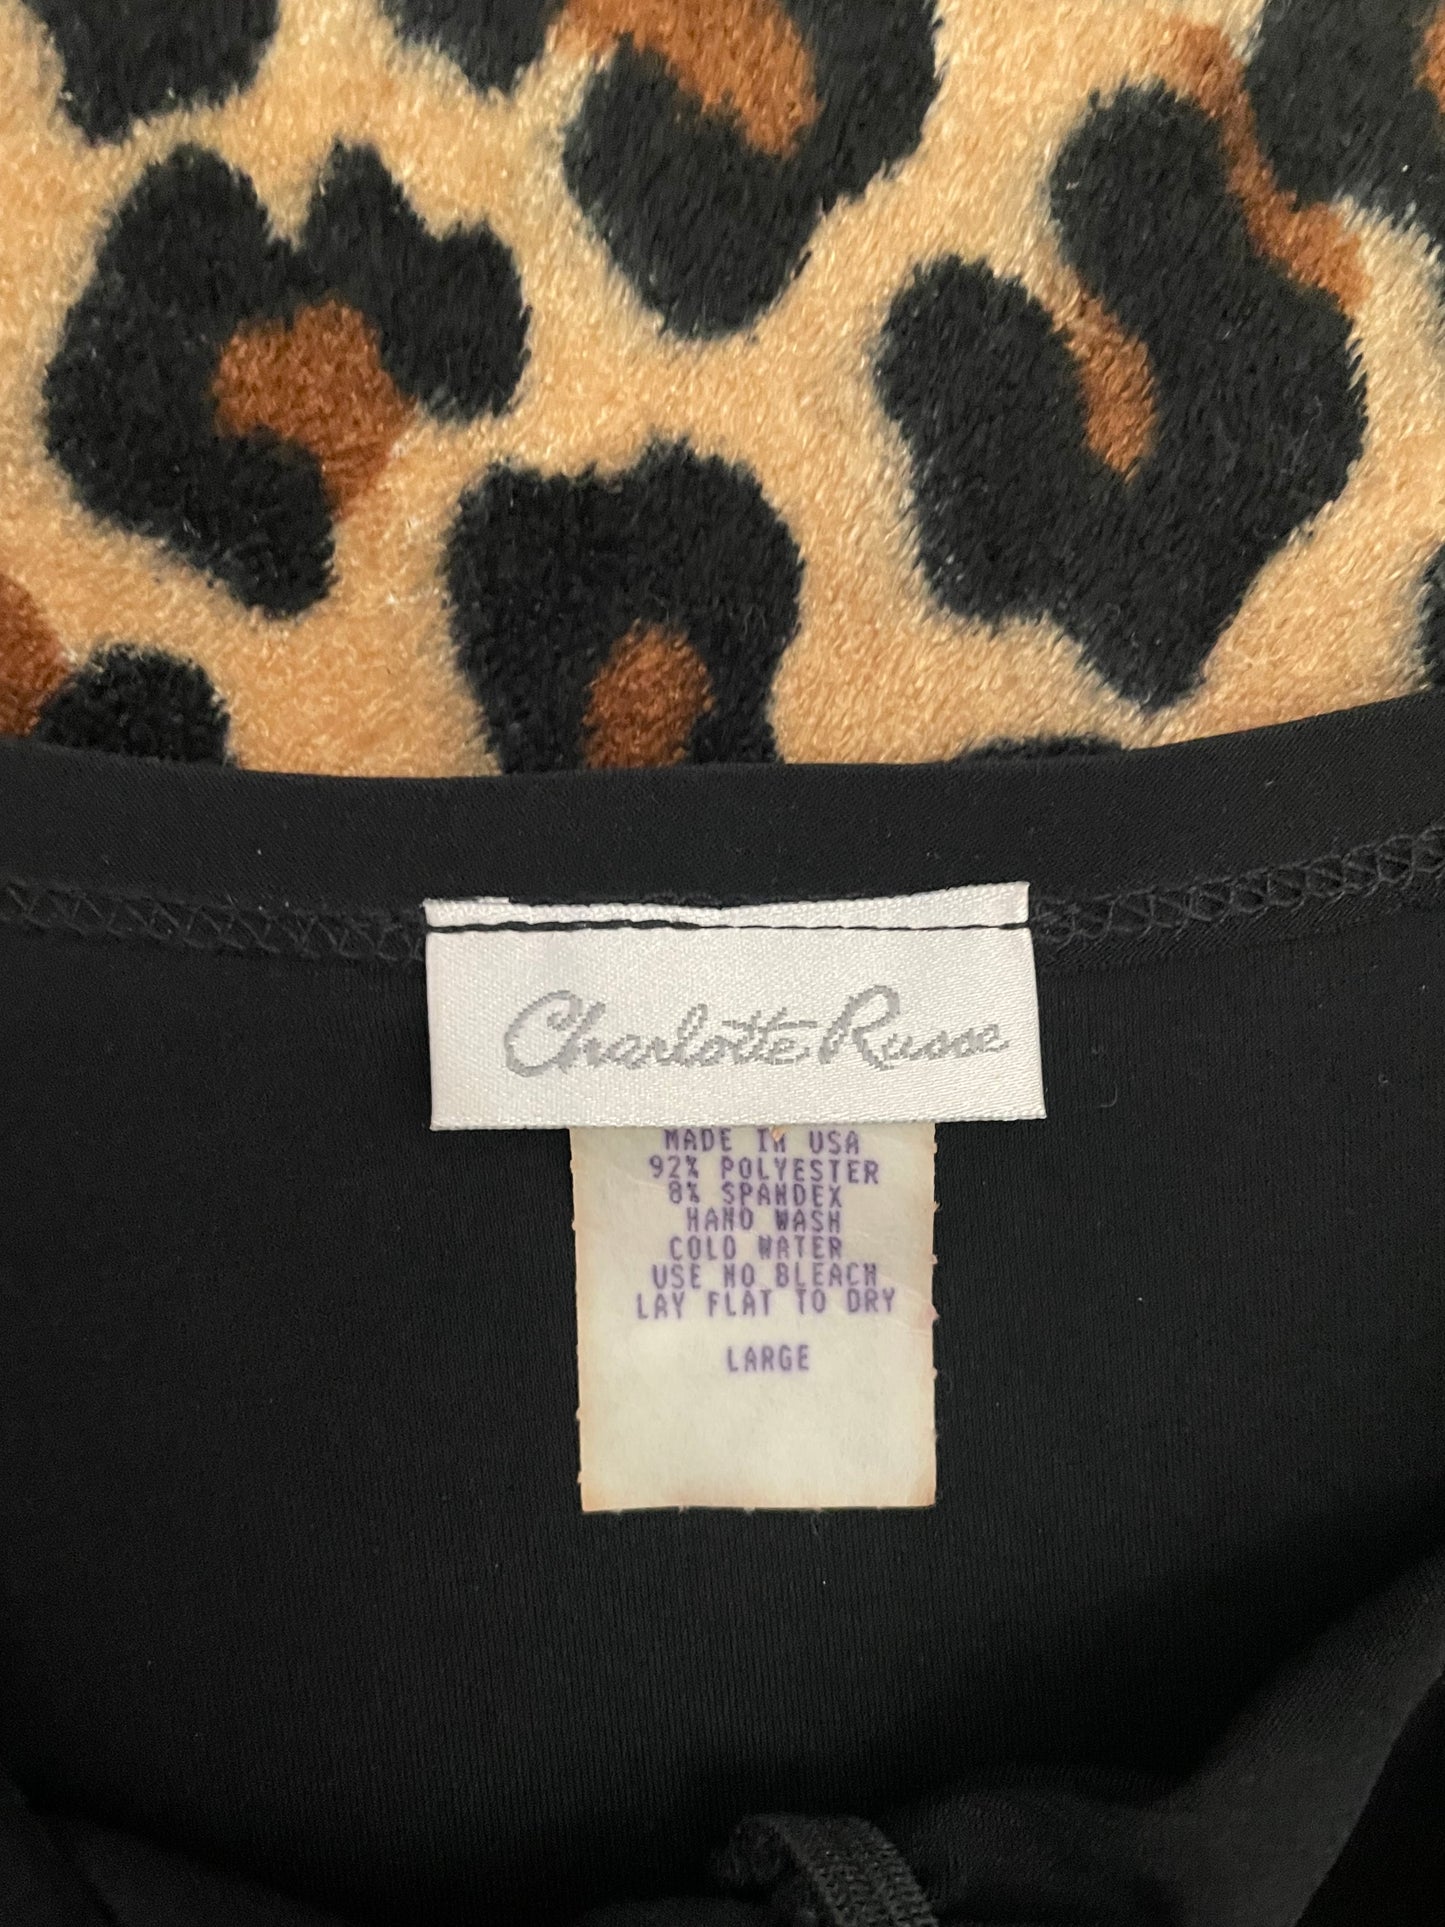 Charlotte Russe
MADE IN USA
92% POLYESTER
8% SPANDEX
HAND WASH
COLD WATER
USE NO BLEACH
LAY FLAT TO DRY
LARGE